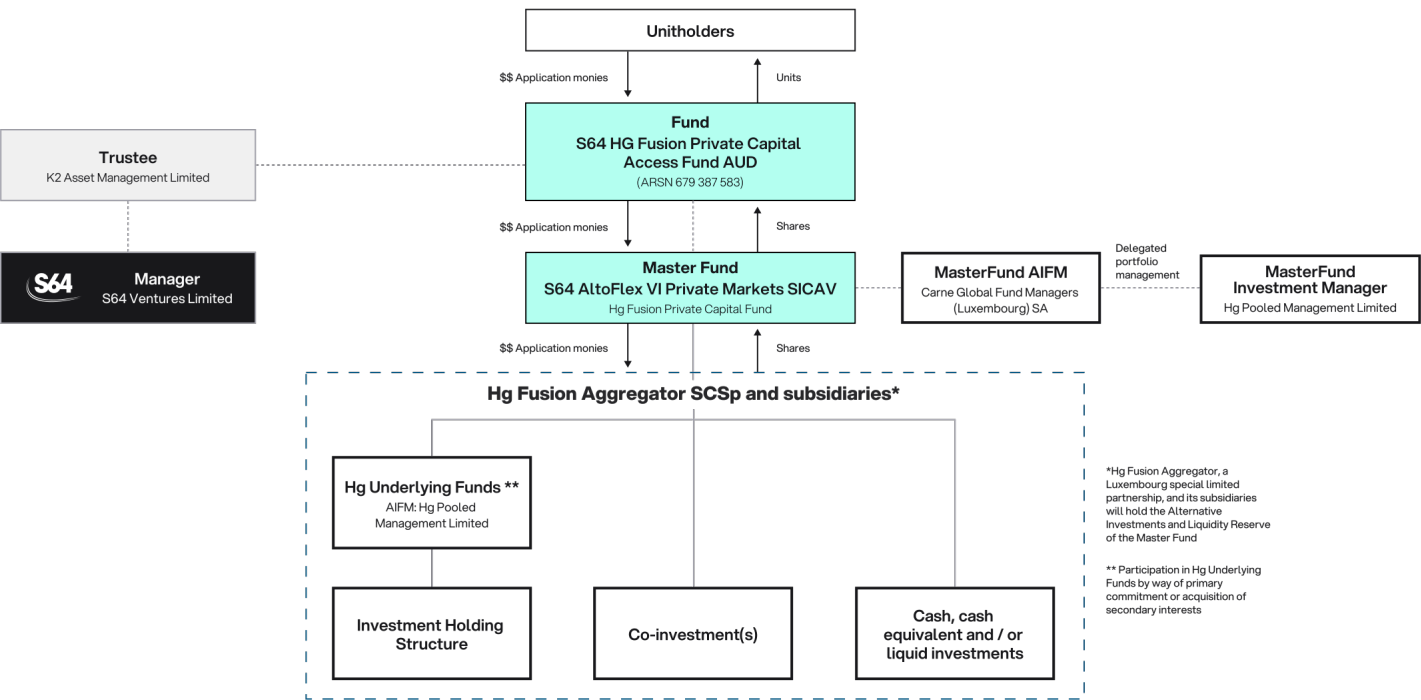 Unitholders
$$ Application monies
Units
Fund
S64 HG Fusion Private Capital
Access Fund AUD
(ARSN 679 387 583)
Trustee
K2 Asset Management Limited
$$ Application monies
Shares
S64
Manager
S64 Ventures Limited
Master Fund
S64 AltoFlex VI Private Markets SICAV
Hg Fusion Private Capital Fund
MasterFund AIFM
Carne Global Fund Managers
(Luxembourg) SA
Delegated
portfolio
management
MasterFund
Investment Manager
Hg Pooled Management Limited
$$ Application monies
Shares
Hg Fusion Aggregator SCSp and subsidiaries*
Hg Underlying Funds **
AIFM: Hg Pooled
Management Limited
Investment Holding
Structure
Co-investment(s)
Cash, cash
equivalent and / or
liquid investments
*Hg Fusion Aggregator, a
Luxembourg special limited
partnership, and its subsidiaries
will hold the Alternative
Investments and Liquidity Reserve
of the Master Fund
** Participation in Hg Underlying
Funds by way of primary
commitment or acquisition of
secondary interests